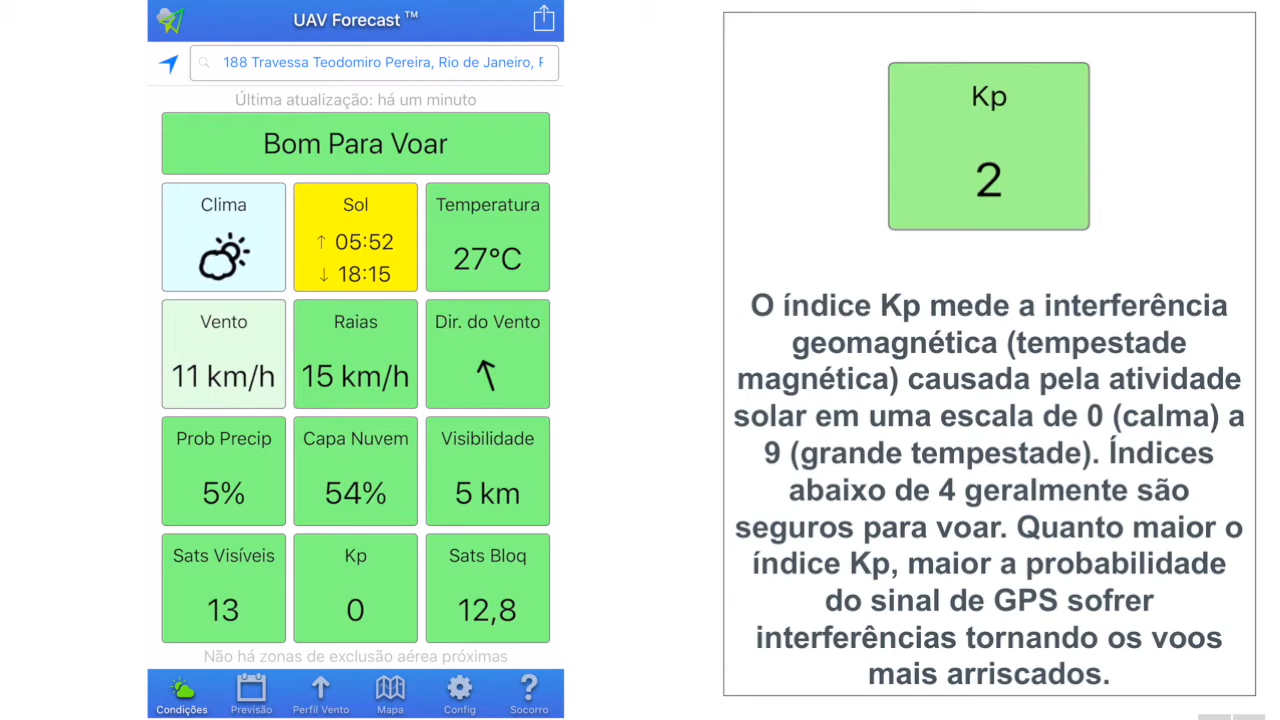 UAV Forecast ™
188 Travessa Teodomiro Pereira, Rio de Janeiro, F
Última atualização: há um minuto
Bom Para Voar
Clima
Sol
↑ 05:52
↓ 18:15
Temperatura
27°C
Vento
11 km/h
Raias
15 km/h
Dir. do Vento
Prob Precip
5%
Capa Nuvem
54%
Visibilidade
5 km
Sats Visíveis
13
Kp
0
Sats Bloq
12,8
Não há zonas de exclusão aérea próximas
Condições
Previsão
Perfil Vento
Mapa
Config
?
Socorro
Kp
2
O índice Kp mede a interferência
geomagnética (tempestade
magnética) causada pela atividade
solar em uma escala de 0 (calma) a
9 (grande tempestade). Índices
abaixo de 4 geralmente são
seguros para voar. Quanto maior o
índice Kp, maior a probabilidade
do sinal de GPS sofrer
interferências tornando os voos
mais arriscados.